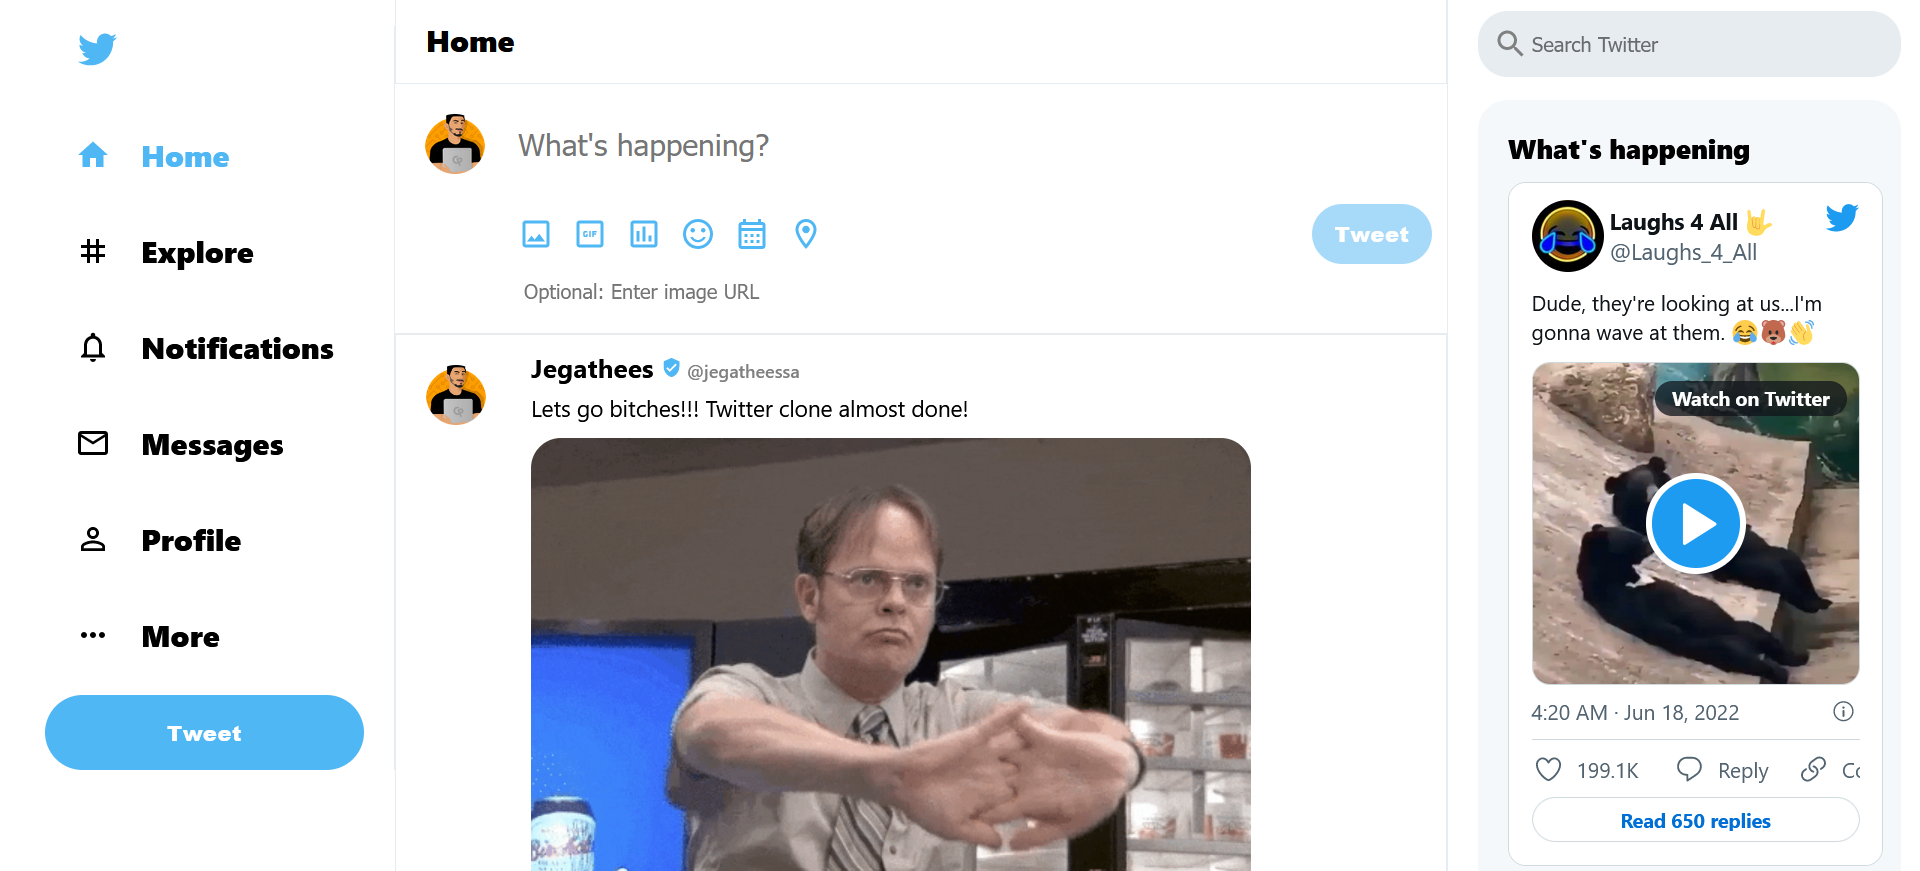 Home
Explore
Notifications
Messages
Profile
More
Tweet
Home
What's happening?
GIF
Tweet
Optional: Enter image URL
Jegathees @jegatheessa
Lets go bitches!!! Twitter clone almost done!
Search Twitter
What's happening
Laughs 4 All 🤟
@Laughs_4_All
Dude, they're looking at us...I'm
gonna wave at them. 😂🐻👋
Watch on Twitter
4:20 AM · Jun 18, 2022
199.1K Reply
Read 650 replies